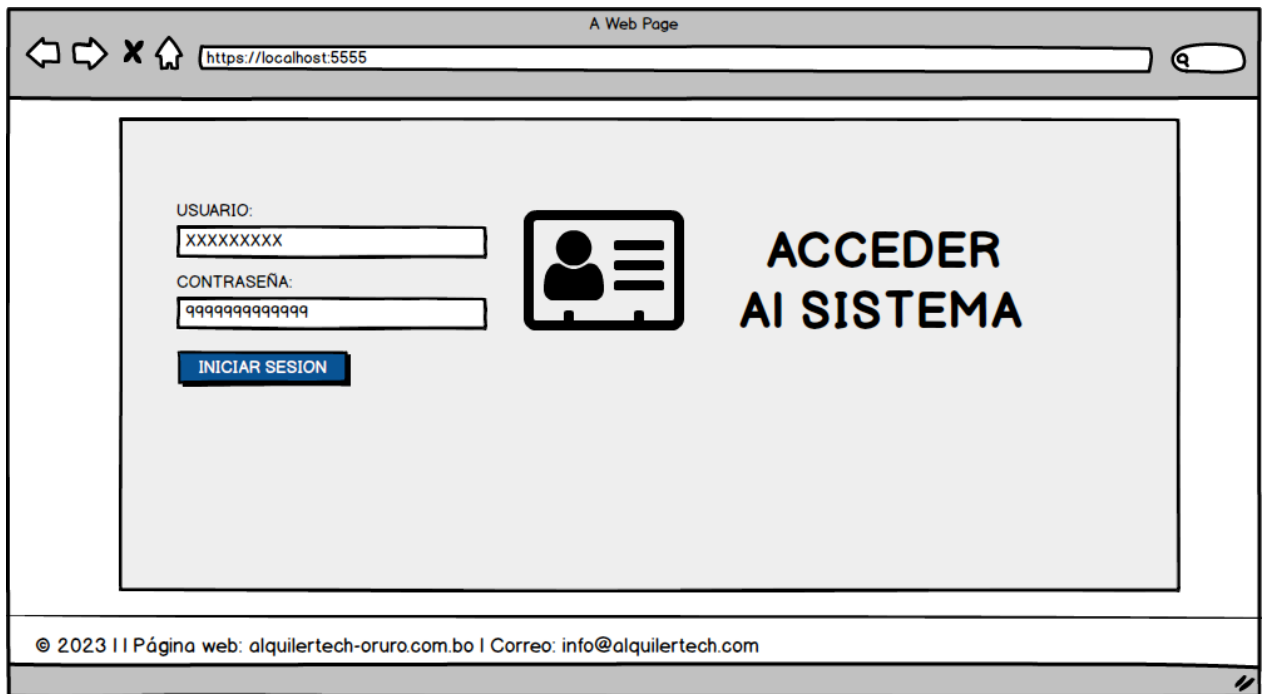 A Web Page
https://localhost:5555
USUARIO:
XXXXXXXXX
CONTRASEÑA:
9999999999999
INICIAR SESION
ACCEDER
Al SISTEMA
© 2023 | | Página web: alquilertech-oruro.com.bo | Correo: info@alquilertech.com